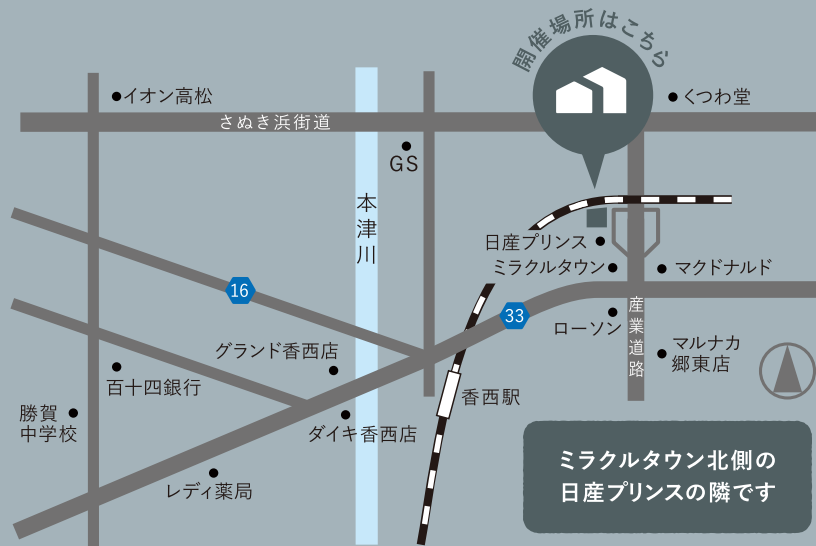 開催場所はこちら
イオン高松
くつわ堂
さぬき浜街道
GS
本津川
日産プリンス
ミラクルタウン
マクドナルド
16
33
産業道路
ローソン
グランド香西店
マルナカ
郷東店
百十四銀行
香西駅
勝賀
中学校
ダイキ香西店
レディ薬局
ミラクルタウン北側の
日産プリンスの隣です